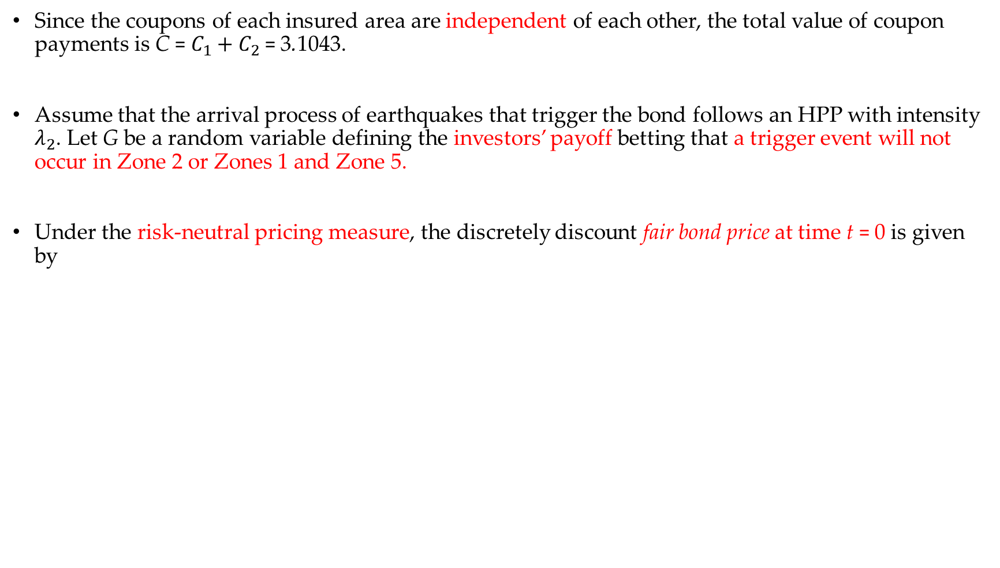 • Since the coupons of each insured area are independent of each other, the total value of coupon
payments is C = C₁ + C₂ = 3.1043.
• Assume that the arrival process of earthquakes that trigger the bond follows an HPP with intensity
λ₂. Let G be a random variable defining the investors’ payoff betting that a trigger event will not
occur in Zone 2 or Zones 1 and Zone 5.
• Under the risk-neutral pricing measure, the discretely discount fair bond price at time t = 0 is given
by